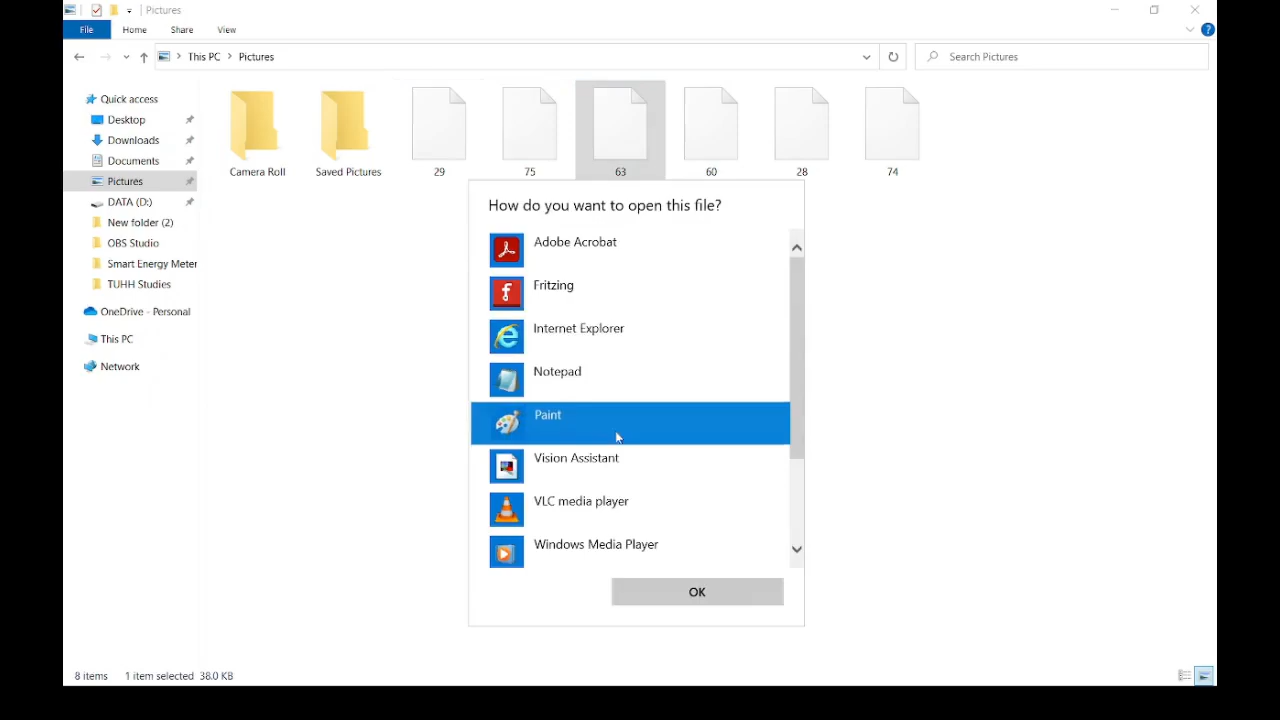 Pictures
File Home Share View
This PC Pictures
Search Pictures
Quick access
Desktop
Downloads
Documents
Pictures
DATA (D:)
New folder (2)
OBS Studio
Smart Energy Meter
TUHH Studies
OneDrive - Personal
This PC
Network
Camera Roll Saved Pictures 29 75 63 60 28 74
How do you want to open this file?
Adobe Acrobat
Fritzing
Internet Explorer
Notepad
Paint
Vision Assistant
VLC media player
Windows Media Player
OK
8 items 1 item selected 38.0 KB